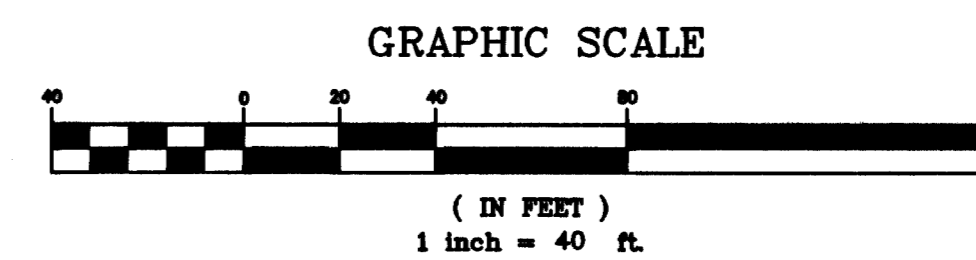 GRAPHIC SCALE
40 0 20 40 80
( IN FEET )
1 inch = 40 ft.